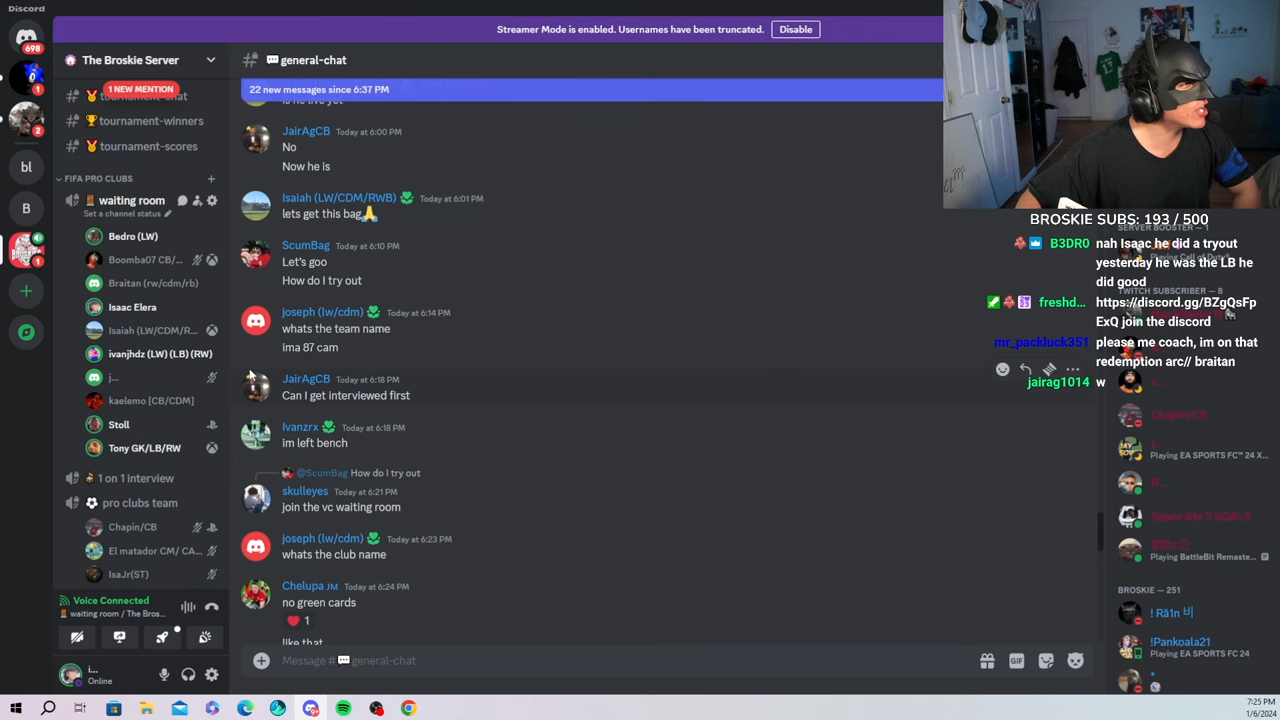 Discord
Streamer Mode is enabled. Usernames have been truncated.
Disable
698
1
2
bl
B
1
The Broskie Server
1 NEW MENTION
tournament-chat
tournament-winners
tournament-scores
FIFA PRO CLUBS
waiting room
Set a channel status
Bedro (LW)
Boomba07 CB/...
Braitan (rw/cdm/rb)
Isaac Elera
Isaiah (LW/CDM/R...
ivanjhdz (LW) (LB) (RW)
j...
kaelemo [CB/CDM]
Stoll
Tony GK/LB/RW
1 on 1 interview
pro clubs team
Chapin/CB
El matador CM/ CA...
IsaJr(ST)
Voice Connected
waiting room / The Bros...
i...
Online
general-chat
22 new messages since 6:37 PM
is he live yet
JairAgCB Today at 6:00 PM
No
Now he is
Isaiah (LW/CDM/RWB) Today at 6:01 PM
lets get this bag🙏
ScumBag Today at 6:10 PM
Let's goo
How do I try out
joseph (lw/cdm) Today at 6:14 PM
whats the team name
ima 87 cam
JairAgCB Today at 6:18 PM
Can I get interviewed first
Ivanzrx Today at 6:18 PM
im left bench
@ScumBag How do I try out
skulleyes Today at 6:21 PM
join the vc waiting room
joseph (lw/cdm) Today at 6:23 PM
whats the club name
Chelupa JM Today at 6:24 PM
no green cards
❤️ 1
like that
Message #💬general-chat
GIF
BROSKIE SUBS: 193 / 500
SERVER BOOSTER — 1
Playing Call of Duty
B3DR0 nah Isaac he did a tryout
yesterday he was the LB he
did good
TWITCH SUBSCRIBER — 8
freshd... https://discord.gg/BZgQsFp
ExQ join the discord
mr_packluck351 please me coach, im on that
redemption arc// braitan
jairag1014 w
Chapin/CB
j...
Playing EA SPORTS FC™ 24 X...
P...
Space Ate 3 GOALS
Playing BattleBit Remaste...
BROSKIE — 251
! Rā1n 비
!Pankoala21
Playing EA SPORTS FC 24
7:25 PM
1/6/2024